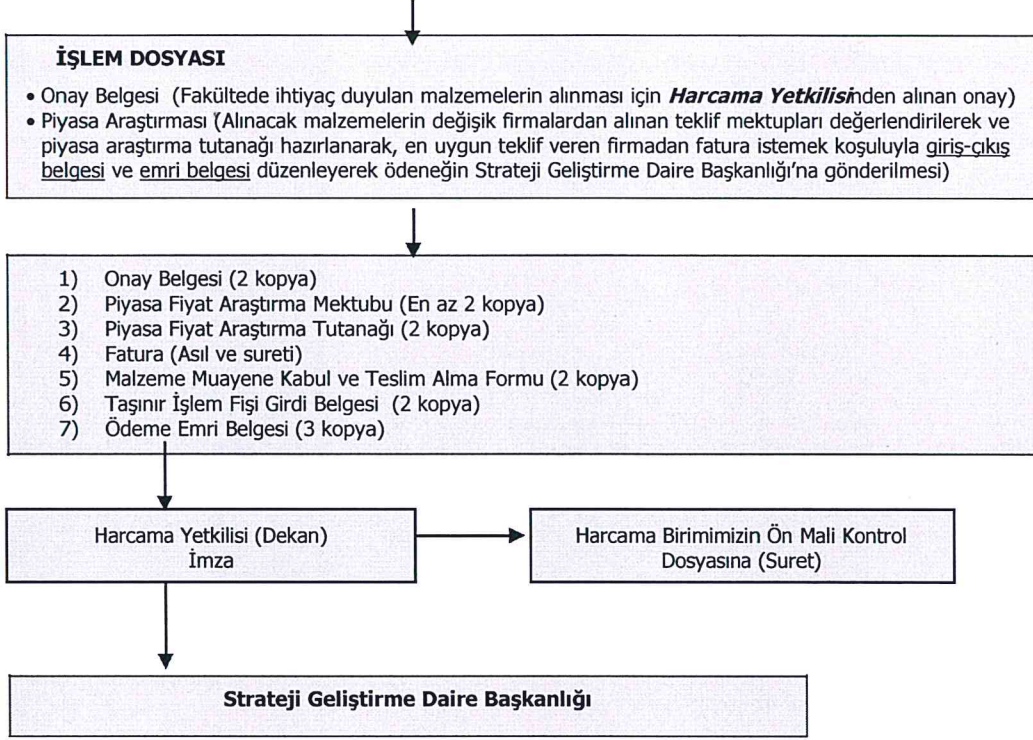 İŞLEM DOSYASI
• Onay Belgesi (Fakültede ihtiyaç duyulan malzemelerin alınması için Harcama Yetkilisinden alınan onay)
• Piyasa Araştırması (Alınacak malzemelerin değişik firmalardan alınan teklif mektupları değerlendirilerek ve
piyasa araştırma tutanağı hazırlanarak, en uygun teklif veren firmadan fatura istemek koşuluyla giriş-çıkış
belgesi ve emri belgesi düzenleyerek ödeneğin Strateji Geliştirme Daire Başkanlığı'na gönderilmesi)
1) Onay Belgesi (2 kopya)
2) Piyasa Fiyat Araştırma Mektubu (En az 2 kopya)
3) Piyasa Fiyat Araştırma Tutanağı (2 kopya)
4) Fatura (Asıl ve sureti)
5) Malzeme Muayene Kabul ve Teslim Alma Formu (2 kopya)
6) Taşınır İşlem Fişi Girdi Belgesi (2 kopya)
7) Ödeme Emri Belgesi (3 kopya)
Harcama Yetkilisi (Dekan)
İmza
Harcama Birimimizin Ön Mali Kontrol
Dosyasına (Suret)
Strateji Geliştirme Daire Başkanlığı